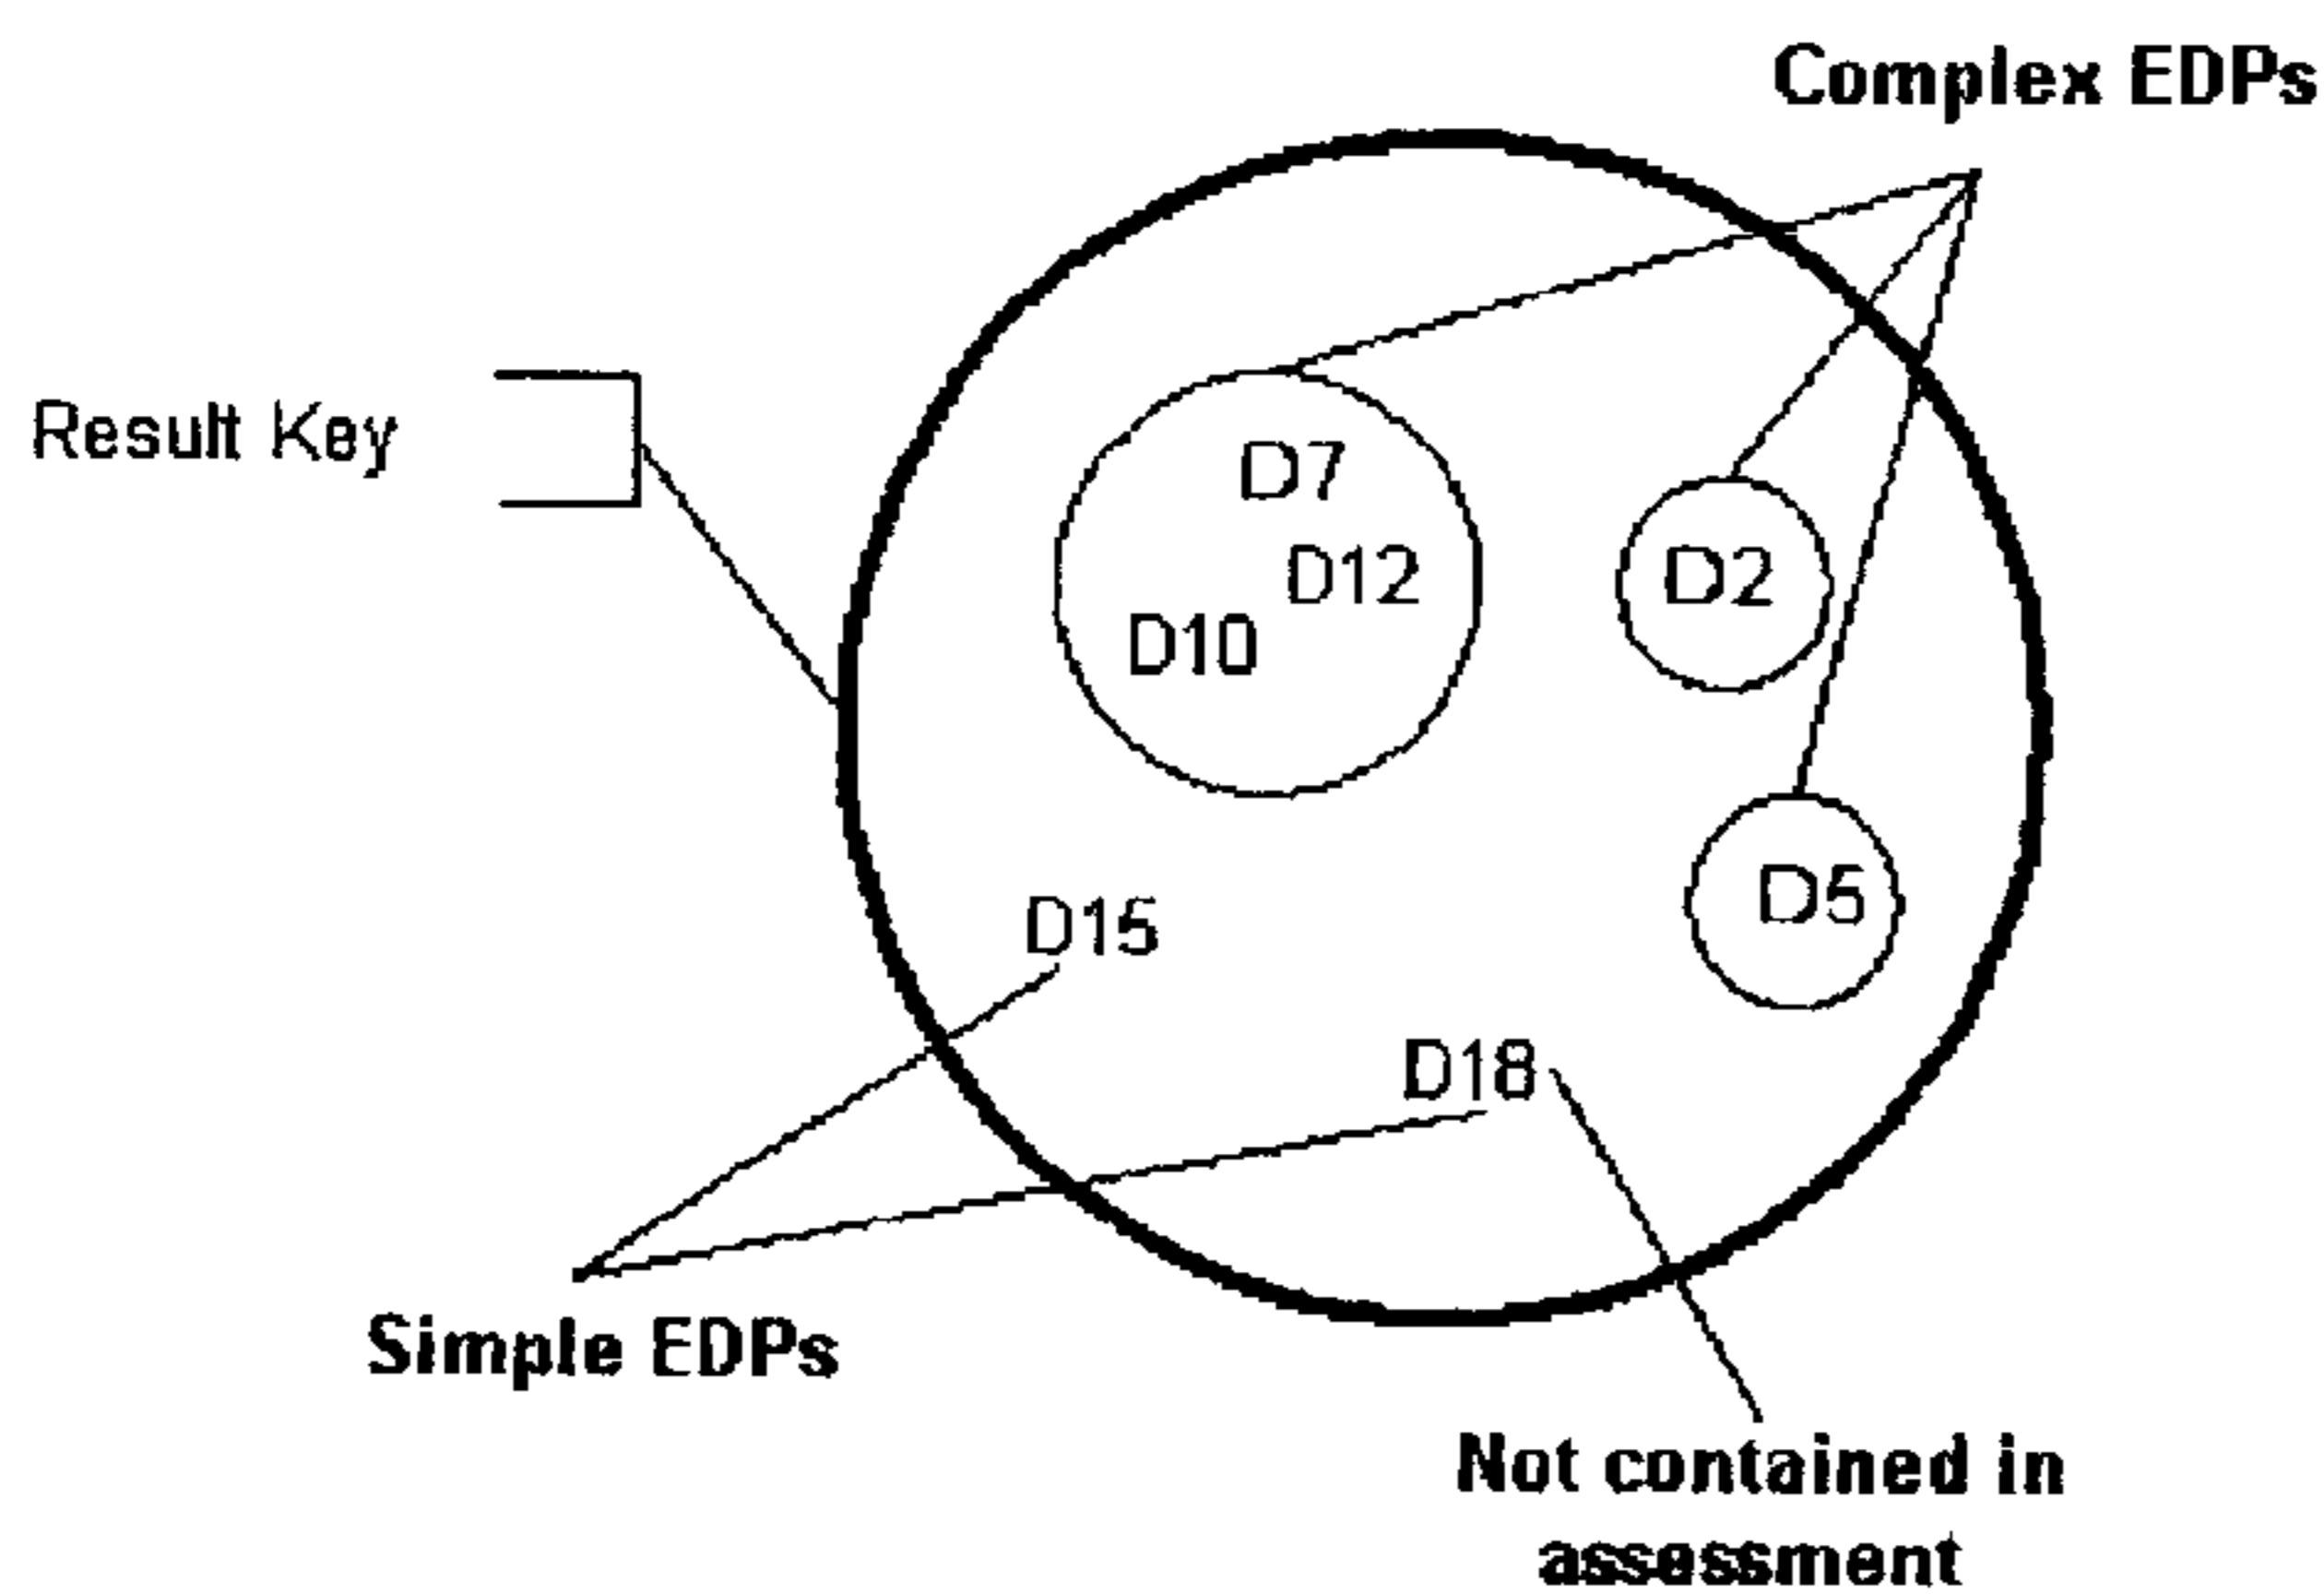 Complex EDPs
Result Key
D7
D12
D2
D10
D5
D15
D18
Simple EDPs
Not contained in
assessment